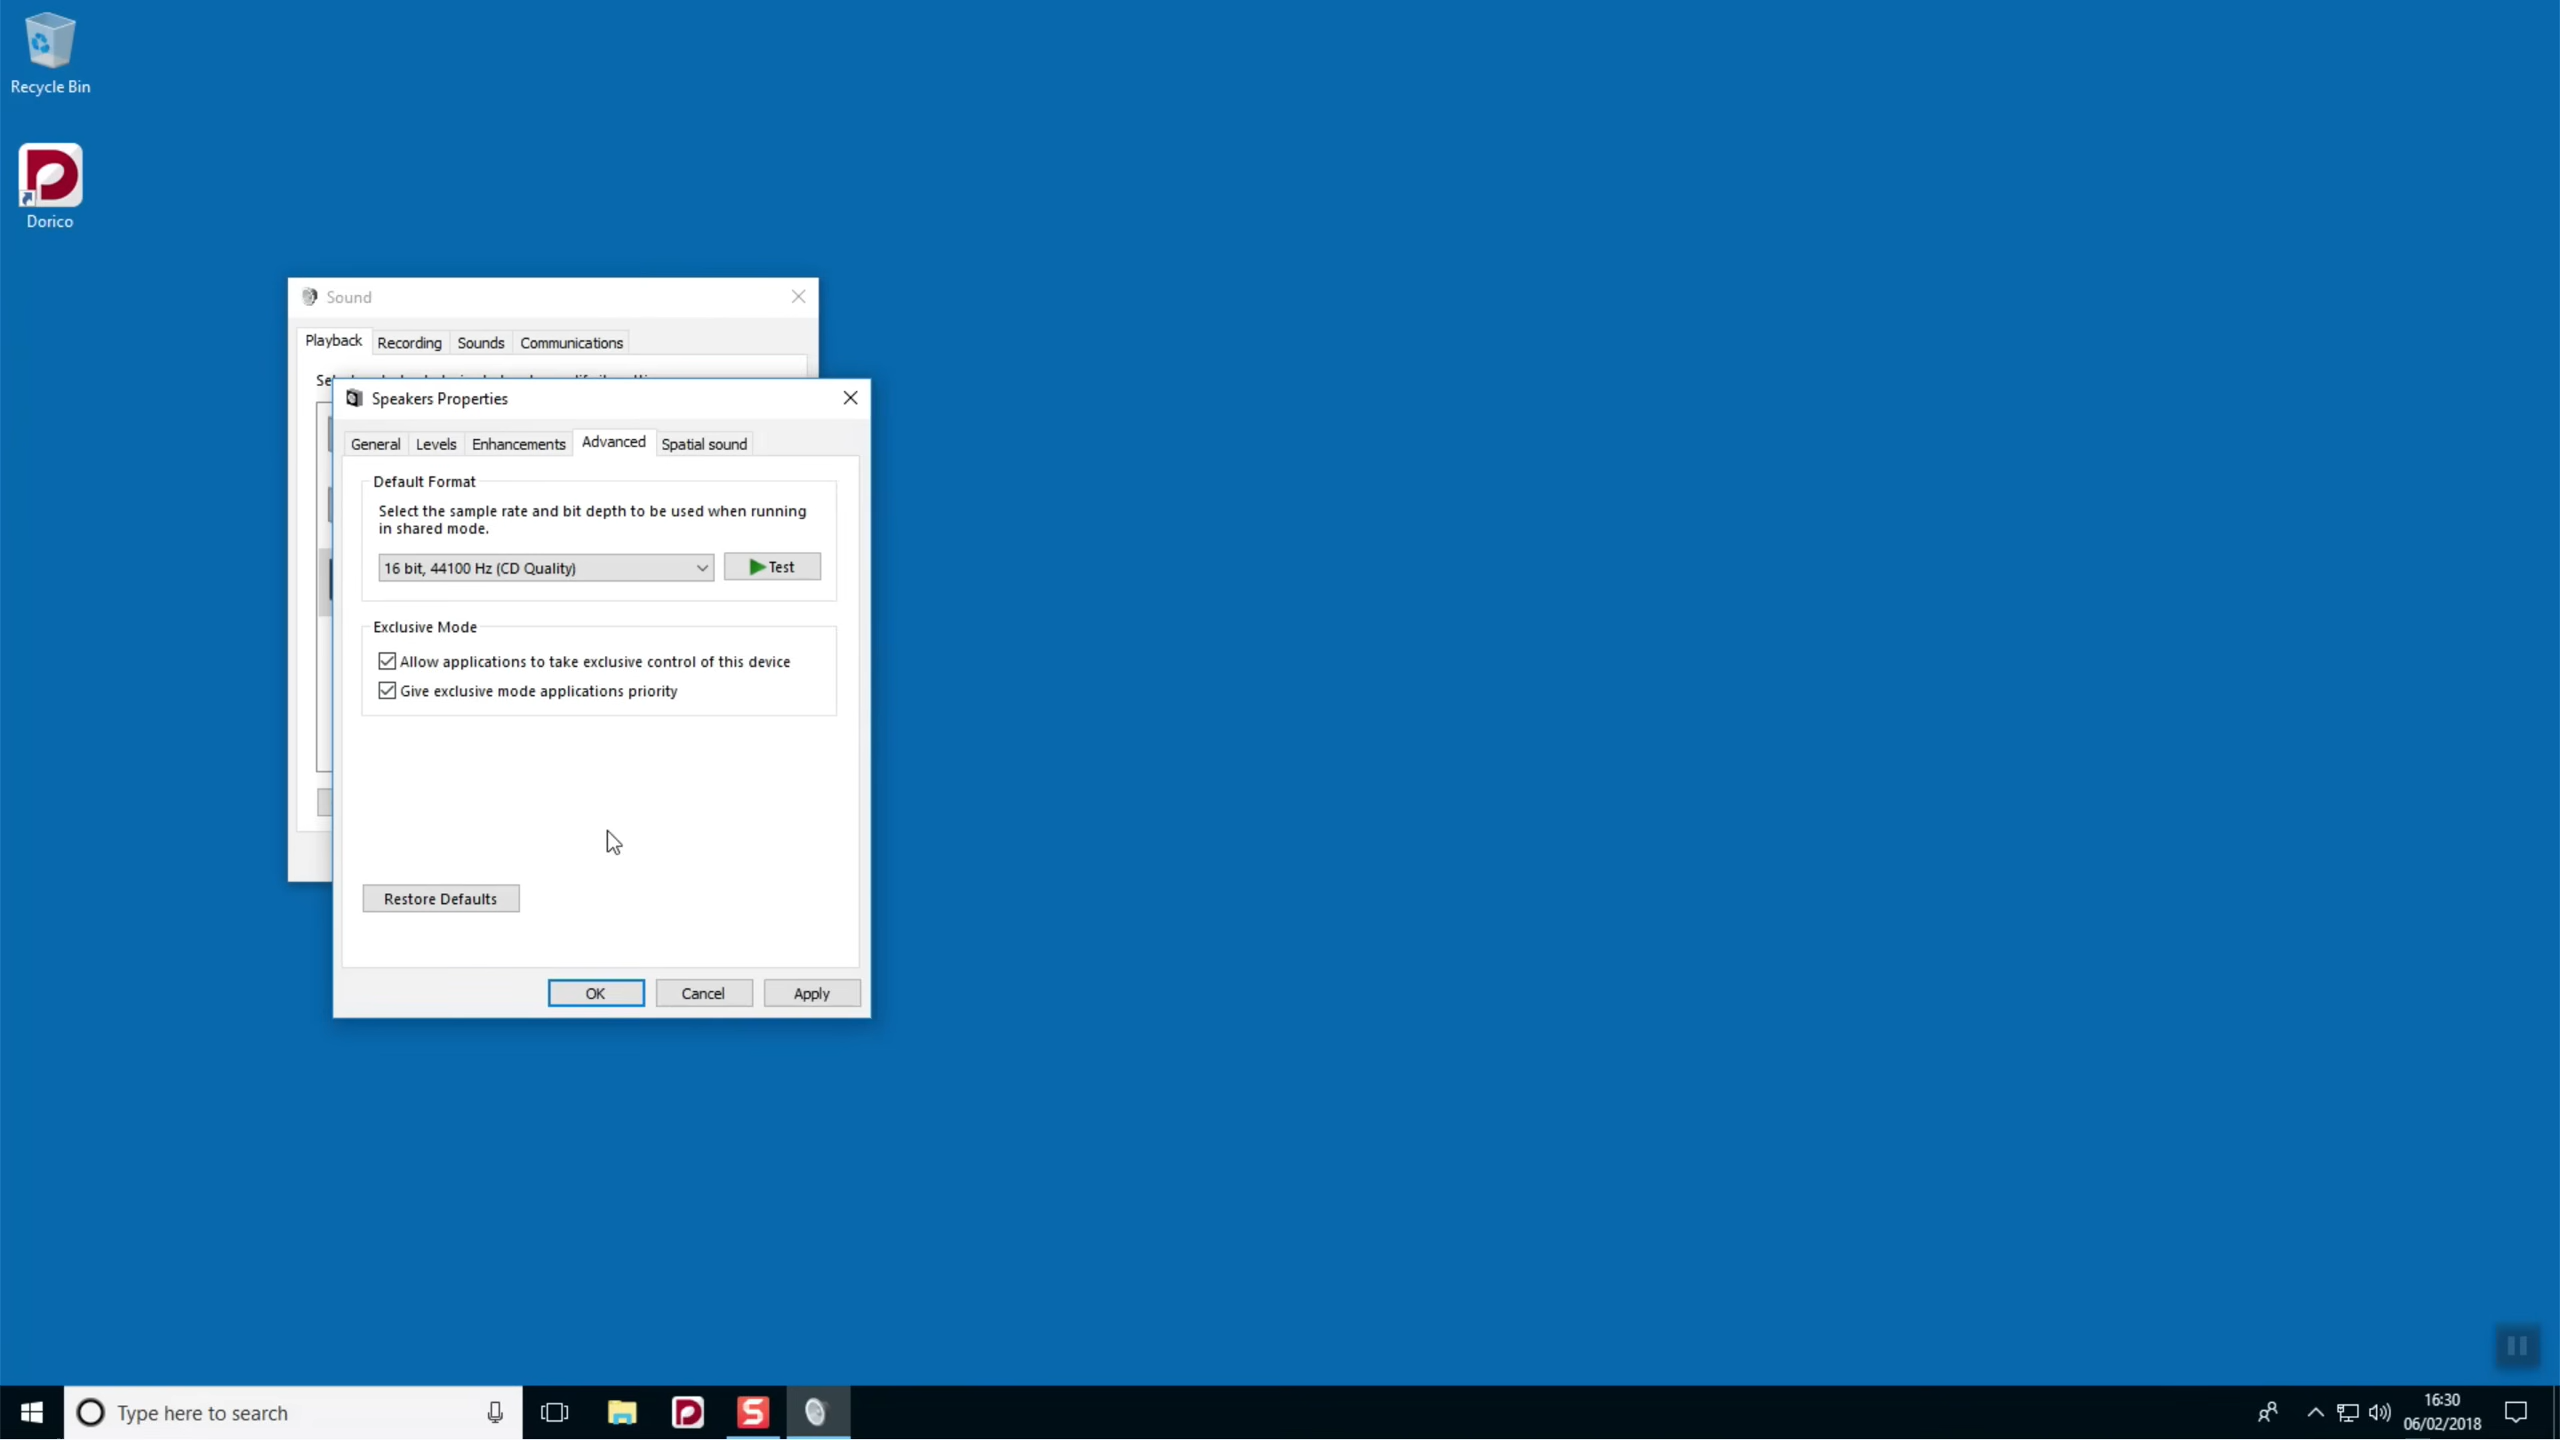 Recycle Bin
Dorico
Sound
Playback
Recording
Sounds
Communications
Speakers Properties
General
Levels
Enhancements
Advanced
Spatial sound
Default Format
Select the sample rate and bit depth to be used when running
in shared mode.
16 bit, 44100 Hz (CD Quality)
Test
Exclusive Mode
Allow applications to take exclusive control of this device
Give exclusive mode applications priority
Restore Defaults
OK
Cancel
Apply
Type here to search
16:30
06/02/2018